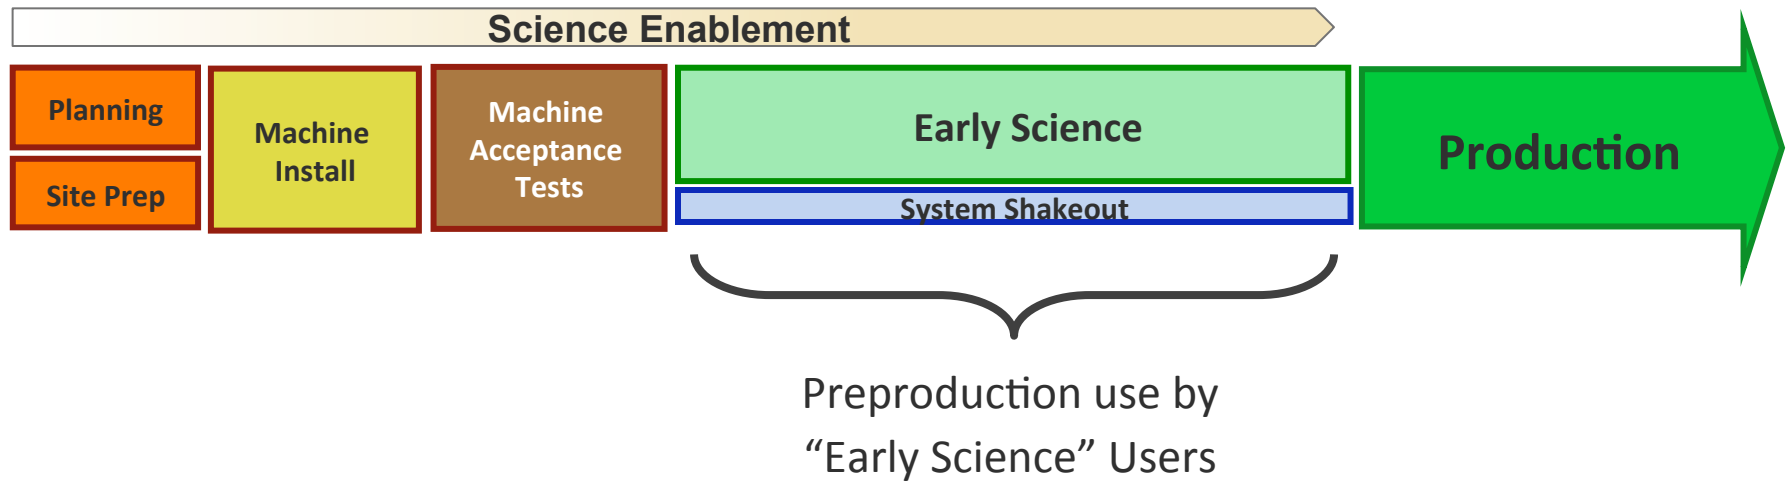 Science Enablement
Planning
Site Prep
Machine
Install
Machine
Acceptance
Tests
Early Science
System Shakeout
Production
Preproduction use by
“Early Science” Users